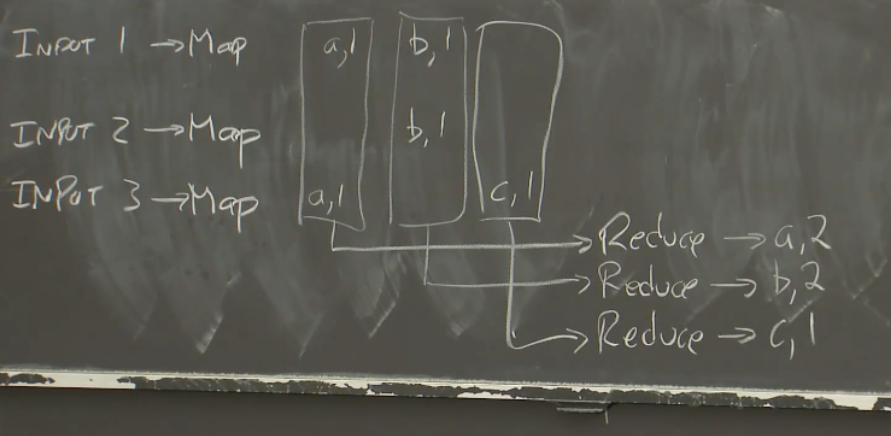 INPUT 1 → Map a,1 b,1
INPUT 2 → Map b,1
INPUT 3 → Map a,1 c,1
Reduce → a,2
Reduce → b,2
Reduce → c,1